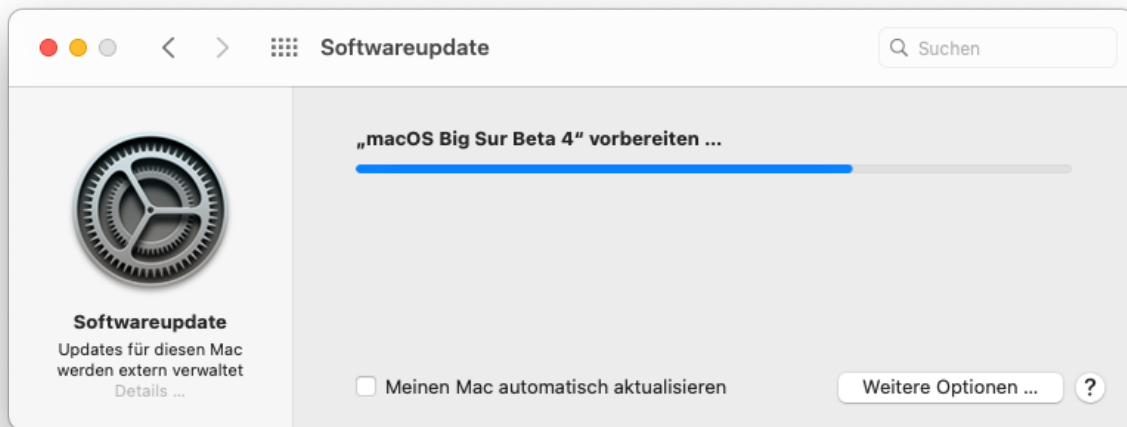 Softwareupdate
Suchen
„macOS Big Sur Beta 4“ vorbereiten ...
Softwareupdate
Updates für diesen Mac
werden extern verwaltet
Details ...
Meinen Mac automatisch aktualisieren
Weitere Optionen ...
?